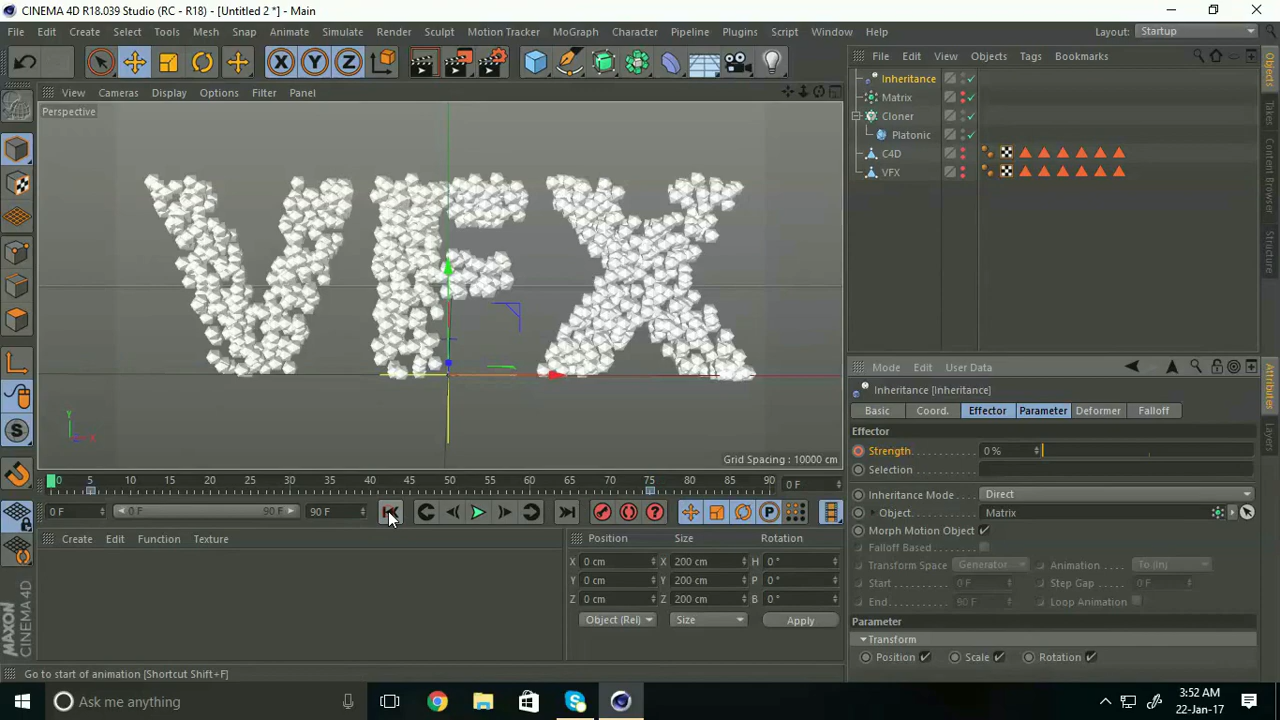 CINEMA 4D R18.039 Studio (RC - R18) - [Untitled 2 *] - Main
File Edit Create Select Tools Mesh Snap Animate Simulate Render Sculpt Motion Tracker MoGraph Character Pipeline Plugins Script Window Help Layout: Startup
X Y Z
File Edit View Objects Tags Bookmarks
View Cameras Display Options Filter Panel
Perspective
VFX
Y
X
Grid Spacing : 10000 cm
Inheritance
Matrix
Cloner
Platonic
C4D
VFX
Objects
Takes
Content Browser
Structure
Mode Edit User Data
Inheritance [Inheritance]
Basic Coord. Effector Parameter Deformer Falloff
Effector
Strength 0 %
Selection
Inheritance Mode Direct
Object Matrix
Morph Motion Object
Falloff Based
Transform Space Generator Animation To (In)
Start 0 F Step Gap 0 F
End 90 F Loop Animation
Parameter
Transform
Position Scale Rotation
Attributes
Layers
0 5 10 15 20 25 30 35 40 45 50 55 60 65 70 75 80 85 90 0 F
0 F 0 F 90 F 90 F
Create Edit Function Texture
Position Size Rotation
X 0 cm X 200 cm H 0 °
Y 0 cm Y 200 cm P 0 °
Z 0 cm Z 200 cm B 0 °
Object (Rel) Size Apply
MAXON CINEMA 4D
Go to start of animation [Shortcut Shift+F]
Ask me anything
3:52 AM
22-Jan-17